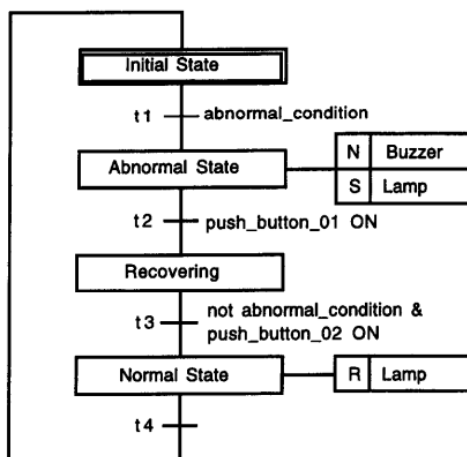 Initial State
t1 abnormal_condition
Abnormal State
N Buzzer
S Lamp
t2 push_button_01 ON
Recovering
t3 not abnormal_condition &
push_button_02 ON
Normal State
R Lamp
t4